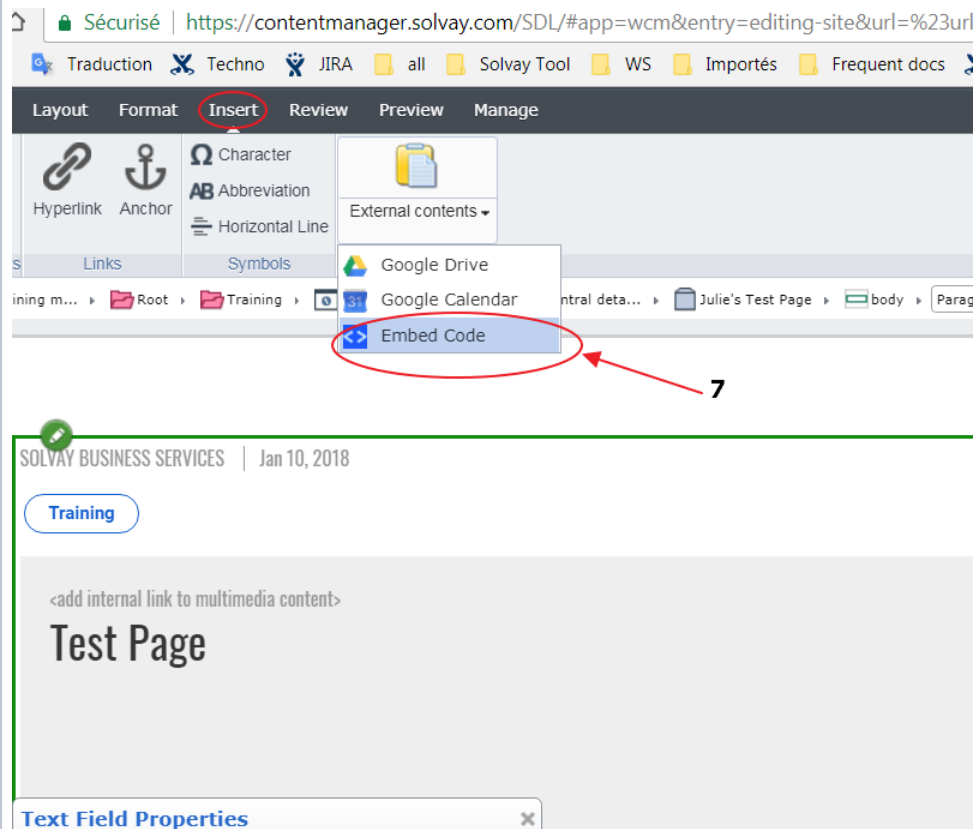 Sécurisé | https://contentmanager.solvay.com/SDL/#app=wcm&entry=editing-site&url=%23url
Traduction Techno JIRA all Solvay Tool WS Importés Frequent docs
Layout Format Insert Review Preview Manage
Hyperlink Anchor
Ω Character
AB Abbreviation
Horizontal Line
External contents
s Links Symbols
Google Drive
31 Google Calendar
<> Embed Code
ining m... Root Training ntral deta... Julie's Test Page body Parag
7
SOLVAY BUSINESS SERVICES | Jan 10, 2018
Training
<add internal link to multimedia content>
Test Page
Text Field Properties